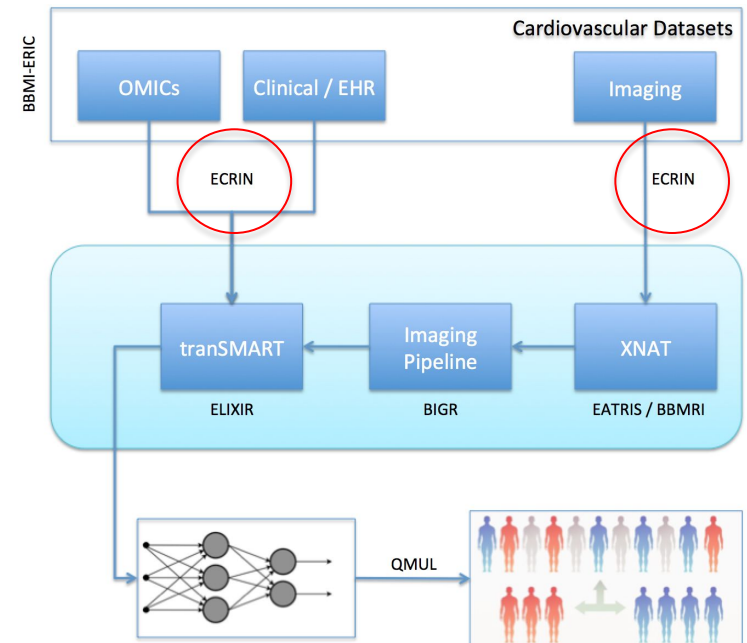 Cardiovascular Datasets
BBMI-ERIC
OMICs
Clinical / EHR
Imaging
ECRIN
ECRIN
tranSMART
Imaging
Pipeline
XNAT
ELIXIR
BIGR
EATRIS / BBMRI
QMUL